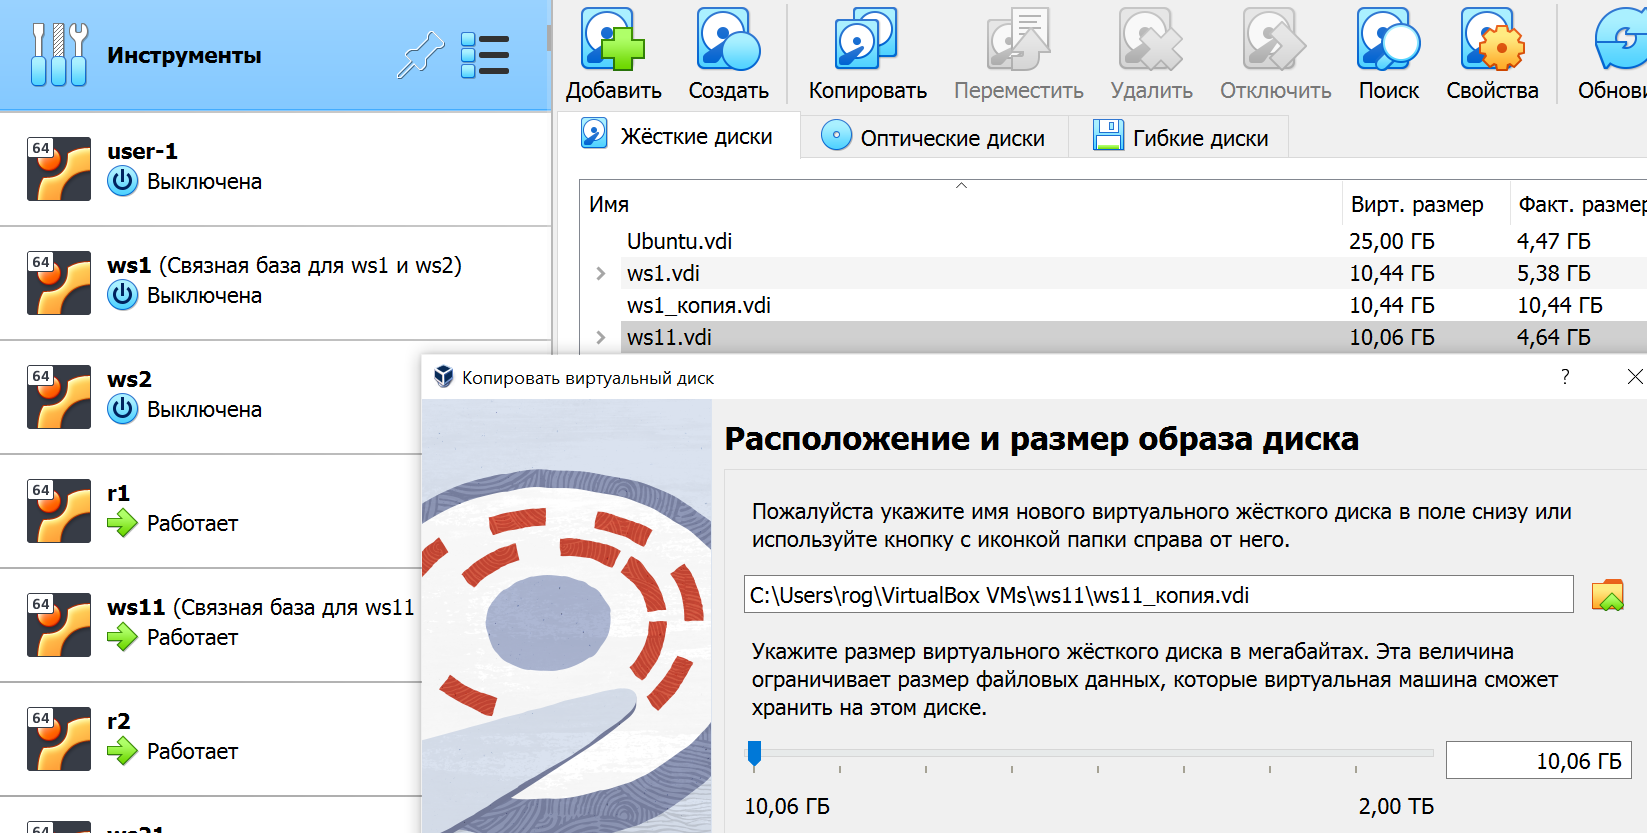 Инструменты
64
user-1
Выключена
64
ws1 (Связная база для ws1 и ws2)
Выключена
64
ws2
Выключена
64
r1
Работает
64
ws11 (Связная база для ws11
Работает
64
r2
Работает
64
Добавить Создать Копировать Переместить Удалить Отключить Поиск Свойства Обнови
Жёсткие диски Оптические диски Гибкие диски
Имя Вирт. размер Факт. размер
Ubuntu.vdi 25,00 ГБ 4,47 ГБ
ws1.vdi 10,44 ГБ 5,38 ГБ
ws1_копия.vdi 10,44 ГБ 10,44 ГБ
ws11.vdi 10,06 ГБ 4,64 ГБ
Копировать виртуальный диск ?
Расположение и размер образа диска
Пожалуйста укажите имя нового виртуального жёсткого диска в поле снизу или
используйте кнопку с иконкой папки справа от него.
C:\Users\rog\VirtualBox VMs\ws11\ws11_копия.vdi
Укажите размер виртуального жёсткого диска в мегабайтах. Эта величина
ограничивает размер файловых данных, которые виртуальная машина сможет
хранить на этом диске.
10,06 ГБ
10,06 ГБ 2,00 ТБ